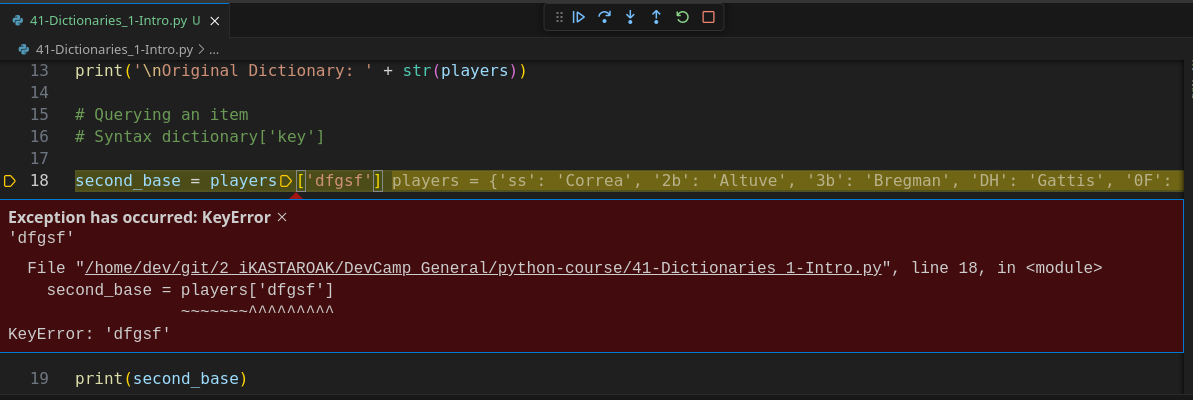 41-Dictionaries_1-Intro.py U
41-Dictionaries_1-Intro.py > ...
13 print('\nOriginal Dictionary: ' + str(players))
14
15 # Querying an item
16 # Syntax dictionary['key']
17
18 second_base = players['dfgsf'] players = {'ss': 'Correa', '2b': 'Altuve', '3b': 'Bregman', 'DH': 'Gattis', '0F':
Exception has occurred: KeyError
'dfgsf'
File "/home/dev/git/2_iKASTAROAK/DevCamp_General/python-course/41-Dictionaries_1-Intro.py", line 18, in <module>
second_base = players['dfgsf']
~~~~~~~^^^^^^^^^
KeyError: 'dfgsf'
19 print(second_base)